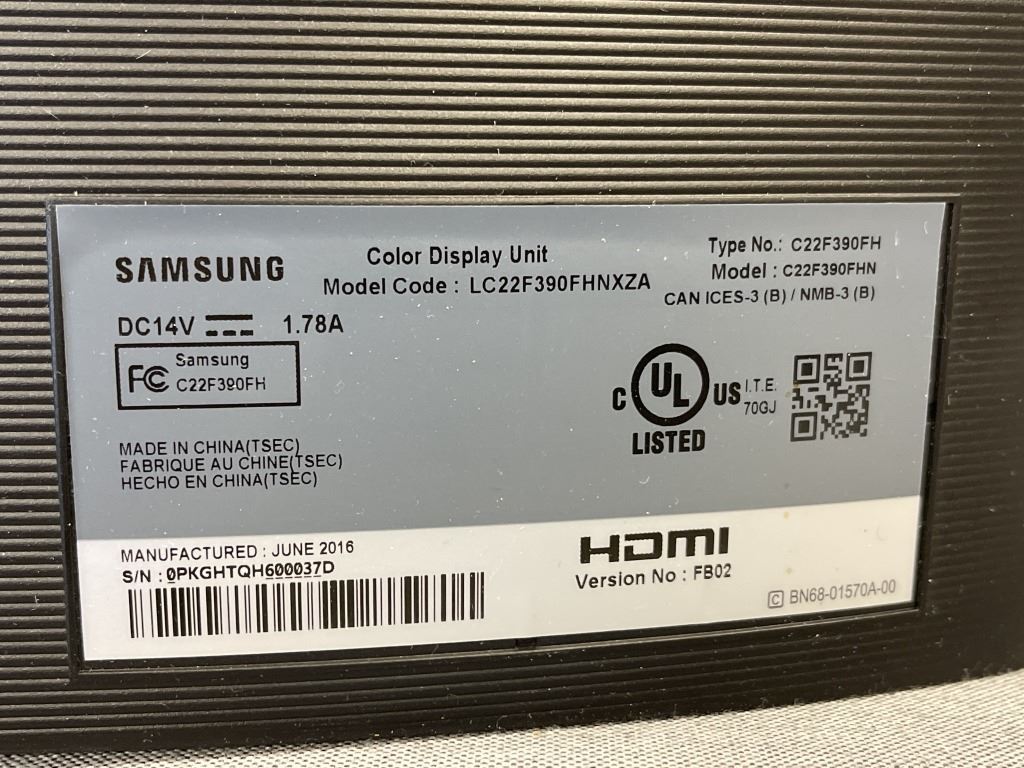 SAMSUNG
Color Display Unit
Model Code : LC22F390FHNXZA
Type No.: C22F390FH
Model : C22F390FHN
CAN ICES-3 (B) / NMB-3 (B)
DC14V 1.78A
FC Samsung
C22F390FH
C UL US
LISTED
I.T.E.
70GJ
MADE IN CHINA(TSEC)
FABRIQUE AU CHINE(TSEC)
HECHO EN CHINA(TSEC)
MANUFACTURED : JUNE 2016
S/N : 0PKGHTQH600037D
HDMI
Version No : FB02
C BN68-01570A-00